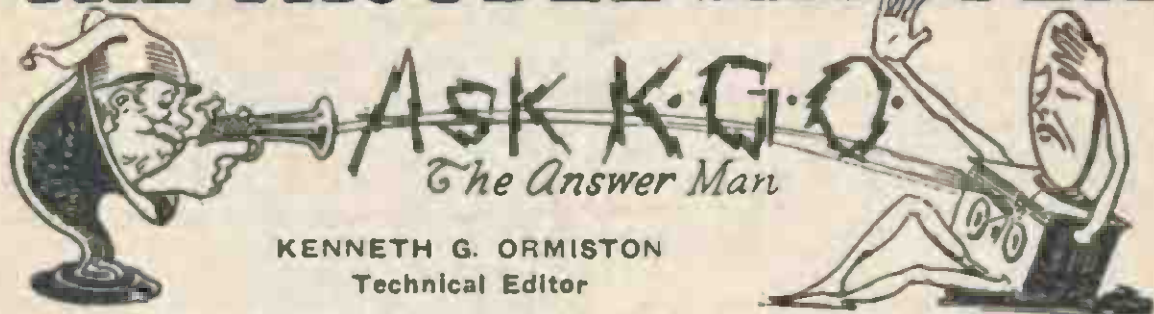 ASK K·G·O·
The Answer Man
KENNETH G. ORMISTON
Technical Editor